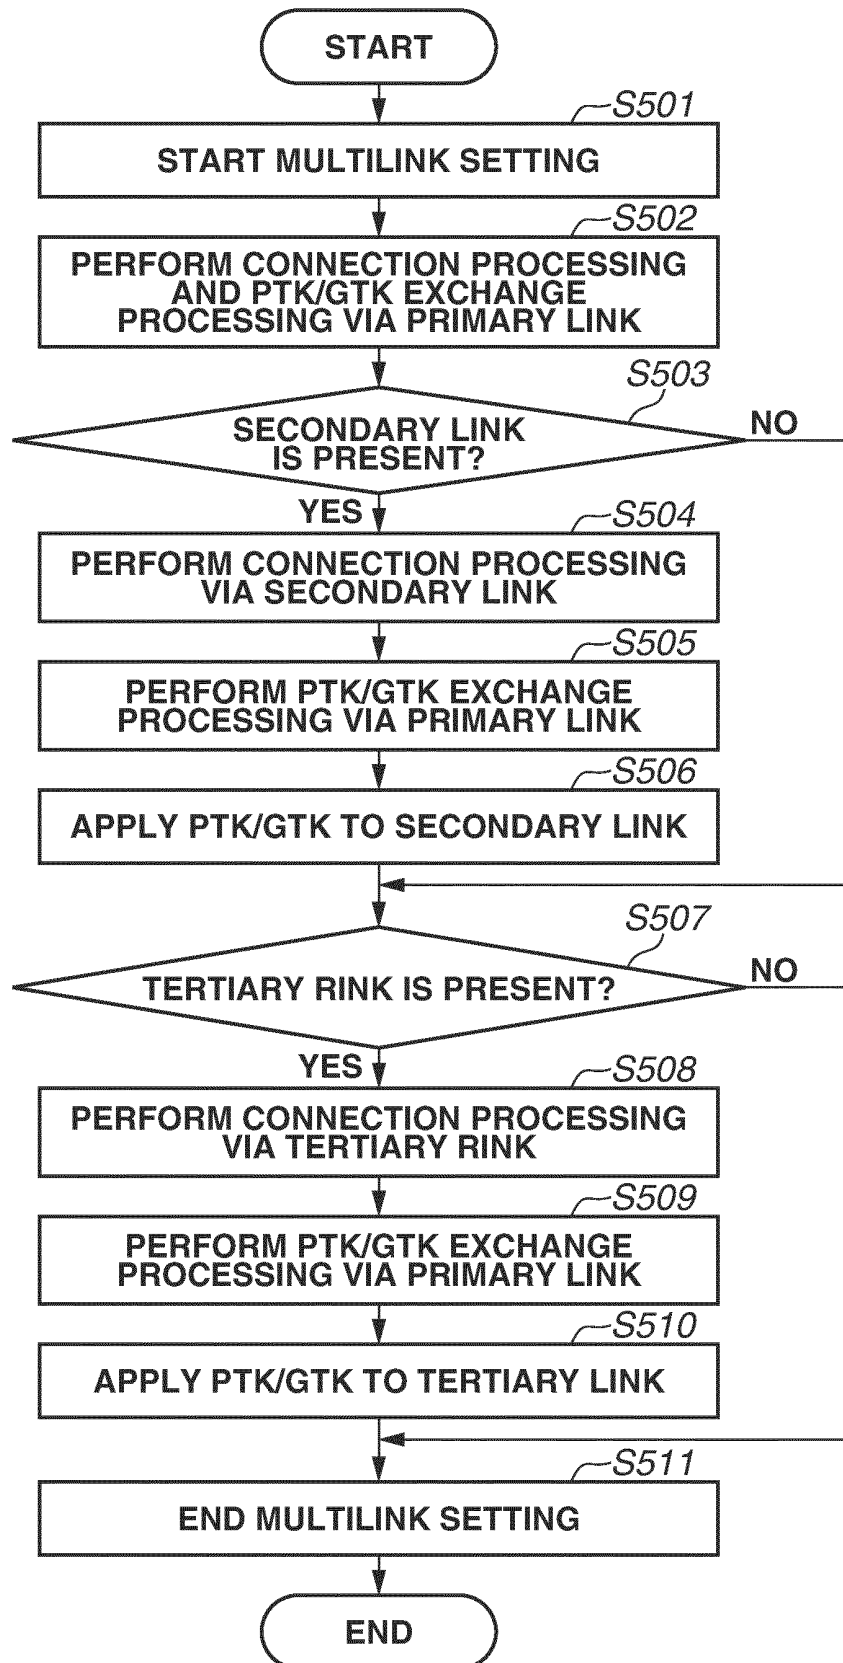 START
S501
START MULTILINK SETTING
S502
PERFORM CONNECTION PROCESSING
AND PTK/GTK EXCHANGE
PROCESSING VIA PRIMARY LINK
S503
SECONDARY LINK
IS PRESENT?
NO
YES
S504
PERFORM CONNECTION PROCESSING
VIA SECONDARY LINK
S505
PERFORM PTK/GTK EXCHANGE
PROCESSING VIA PRIMARY LINK
S506
APPLY PTK/GTK TO SECONDARY LINK
S507
TERTIARY RINK IS PRESENT?
NO
YES
S508
PERFORM CONNECTION PROCESSING
VIA TERTIARY RINK
S509
PERFORM PTK/GTK EXCHANGE
PROCESSING VIA PRIMARY LINK
S510
APPLY PTK/GTK TO TERTIARY LINK
S511
END MULTILINK SETTING
END